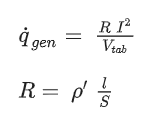 q̇_gen = R I² / V_tab
R = ρ′ l / S